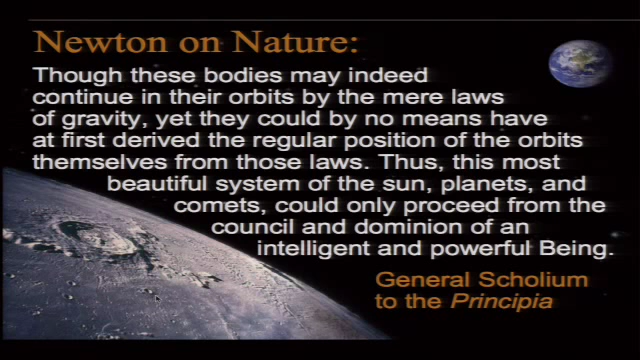 Newton on Nature:
Though these bodies may indeed
continue in their orbits by the mere laws
of gravity, yet they could by no means have
at first derived the regular position of the orbits
themselves from those laws. Thus, this most
beautiful system of the sun, planets, and
comets, could only proceed from the
council and dominion of an
intelligent and powerful Being.
General Scholium
to the Principia